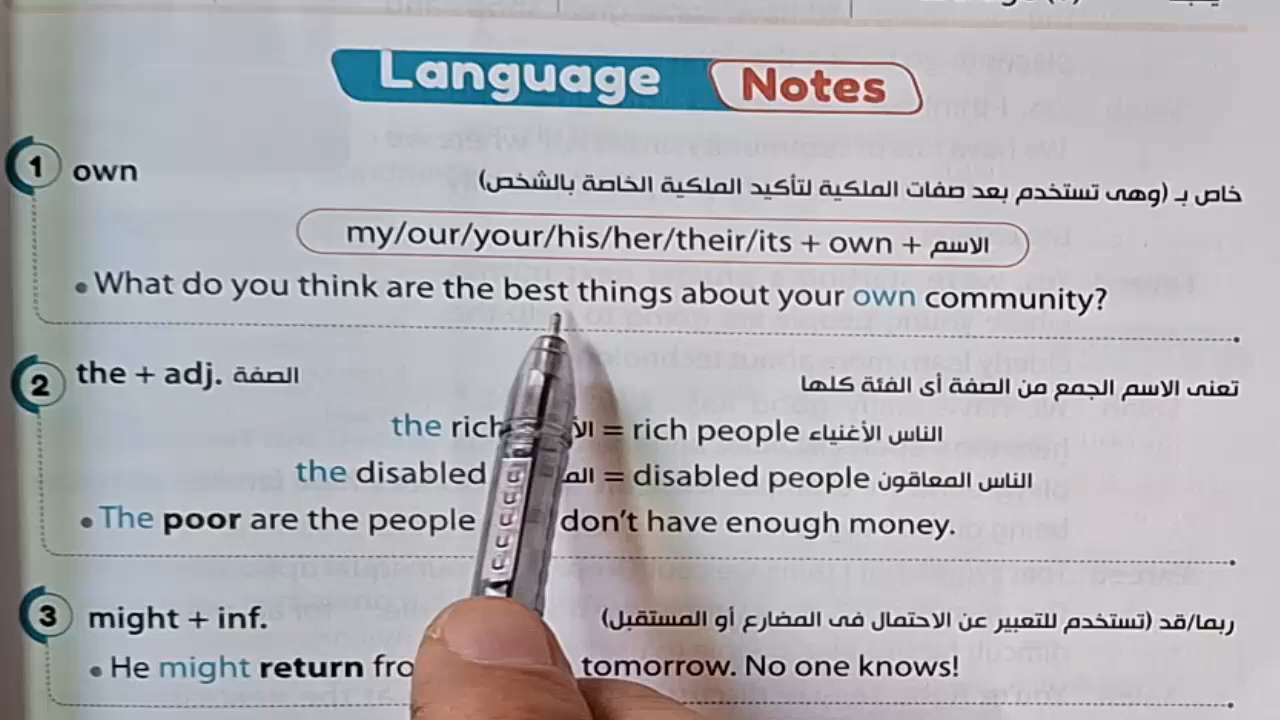 Language Notes
1 own خاص بـ (وهى تستخدم بعد صفات الملكية لتأكيد الملكية الخاصة بالشخص)
my/our/your/his/her/their/its + own + الاسم
• What do you think are the best things about your own community?
2 the + adj. الصفة تعنى الاسم الجمع من الصفة أى الفئة كلها
the rich = rich people الناس الأغنياء
the disabled = disabled people الناس المعاقون
• The poor are the people don't have enough money.
3 might + inf. ربما/قد (تستخدم للتعبير عن الاحتمال فى المضارع أو المستقبل)
• He might return tomorrow. No one knows!